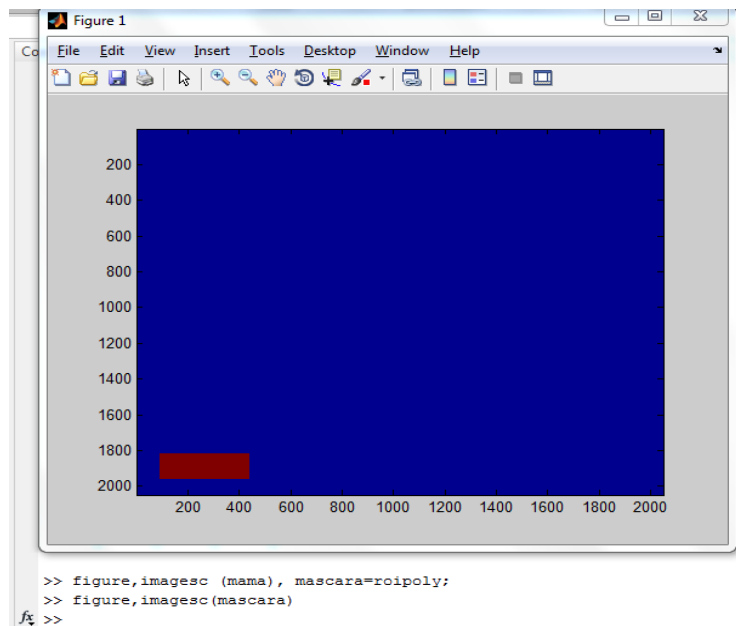 Figure 1
Co
File Edit View Insert Tools Desktop Window Help
200
400
600
800
1000
1200
1400
1600
1800
2000
200 400 600 800 1000 1200 1400 1600 1800 2000
>> figure,imagesc (mama), mascara=roipoly;
>> figure,imagesc(mascara)
fx >>